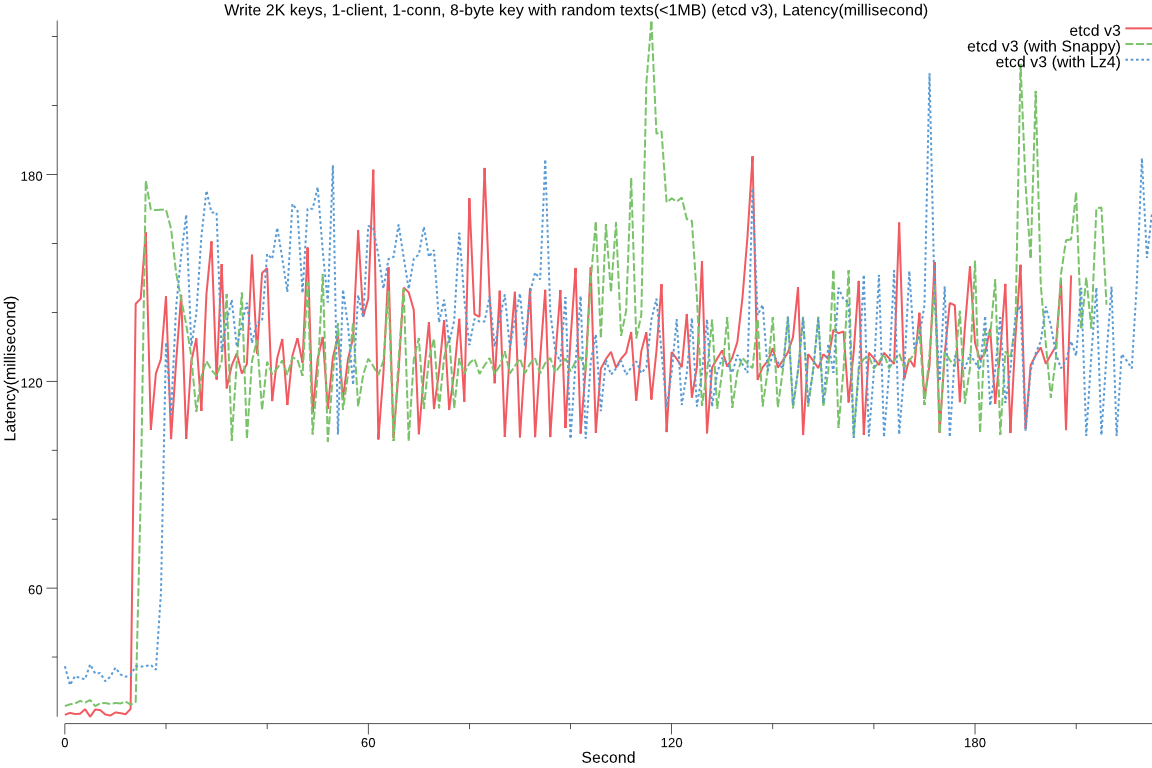 Write 2K keys, 1-client, 1-conn, 8-byte key with random texts(<1MB) (etcd v3), Latency(millisecond)
etcd v3
etcd v3 (with Snappy)
etcd v3 (with Lz4)
180
120
60
Latency(millisecond)
0
60
120
180
Second